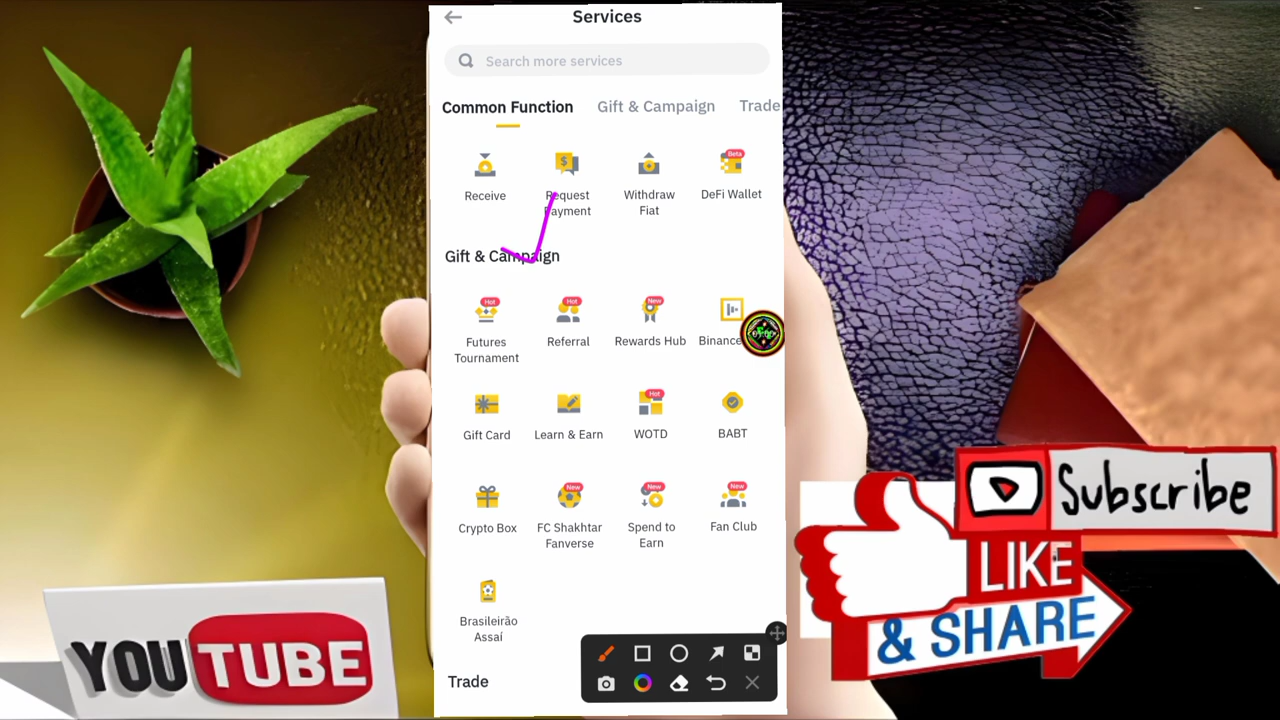 Services
Search more services
Common Function
Gift & Campaign
Trade
Beta
Receive
Request Payment
Withdraw Fiat
DeFi Wallet
Gift & Campaign
Hot
Hot
New
Futures Tournament
Referral
Rewards Hub
Binance
Hot
Gift Card
Learn & Earn
WOTD
BABT
New
New
New
Crypto Box
FC Shakhtar Fanverse
Spend to Earn
Fan Club
Brasileirão Assaí
Trade
YOUTUBE
Subscribe
LIKE
& SHARE